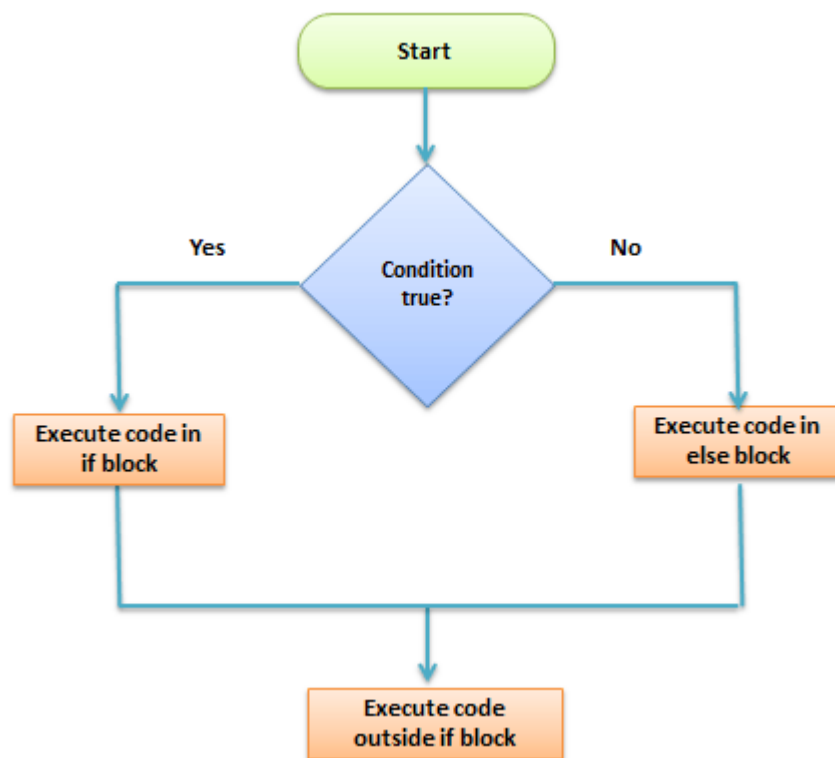 Start
Yes
No
Condition
true?
Execute code in
if block
Execute code in
else block
Execute code
outside if block